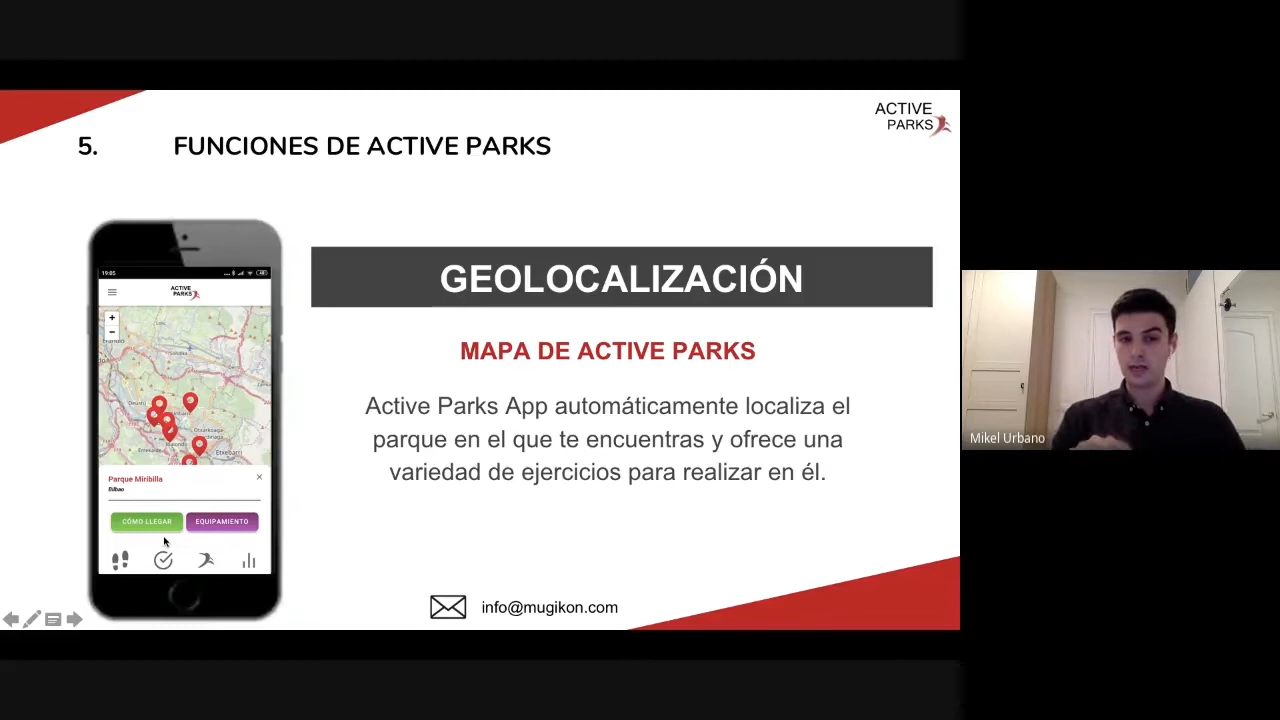 ACTIVE
PARKS
5. FUNCIONES DE ACTIVE PARKS
GEOLOCALIZACIÓN
MAPA DE ACTIVE PARKS
Active Parks App automáticamente localiza el
parque en el que te encuentras y ofrece una
variedad de ejercicios para realizar en él.
19:05
ACTIVE
PARKS
+
−
Parque Miribilla
Bilbao
CÓMO LLEGAR
EQUIPAMIENTO
info@mugikon.com
Mikel Urbano